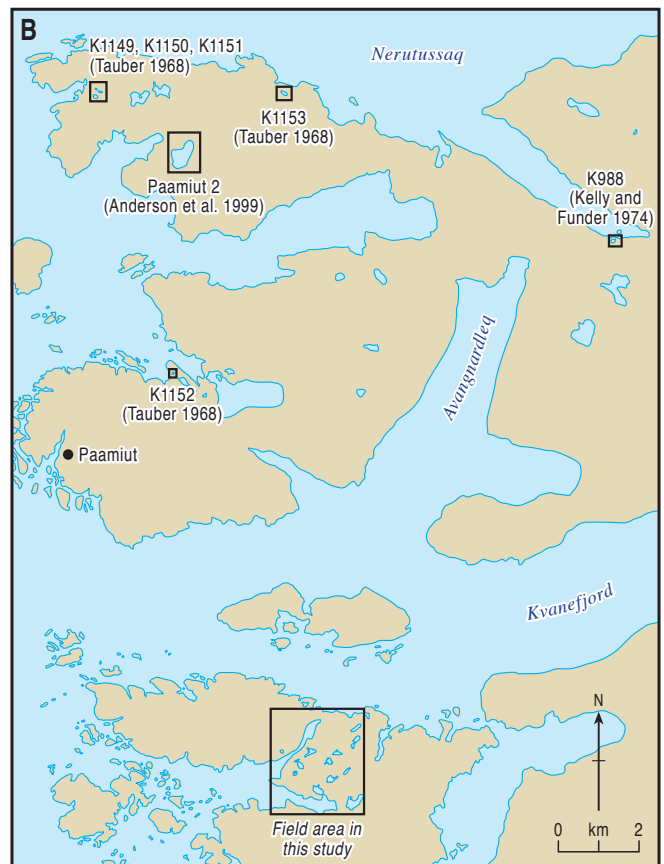 B
K1149, K1150, K1151
(Tauber 1968)
Nerutussaq
K1153
(Tauber 1968)
Paamiut 2
(Anderson et al. 1999)
K988
(Kelly and
Funder 1974)
Avangnardleq
K1152
(Tauber 1968)
Paamiut
Kvanefjord
N
Field area in
this study
0 km 2